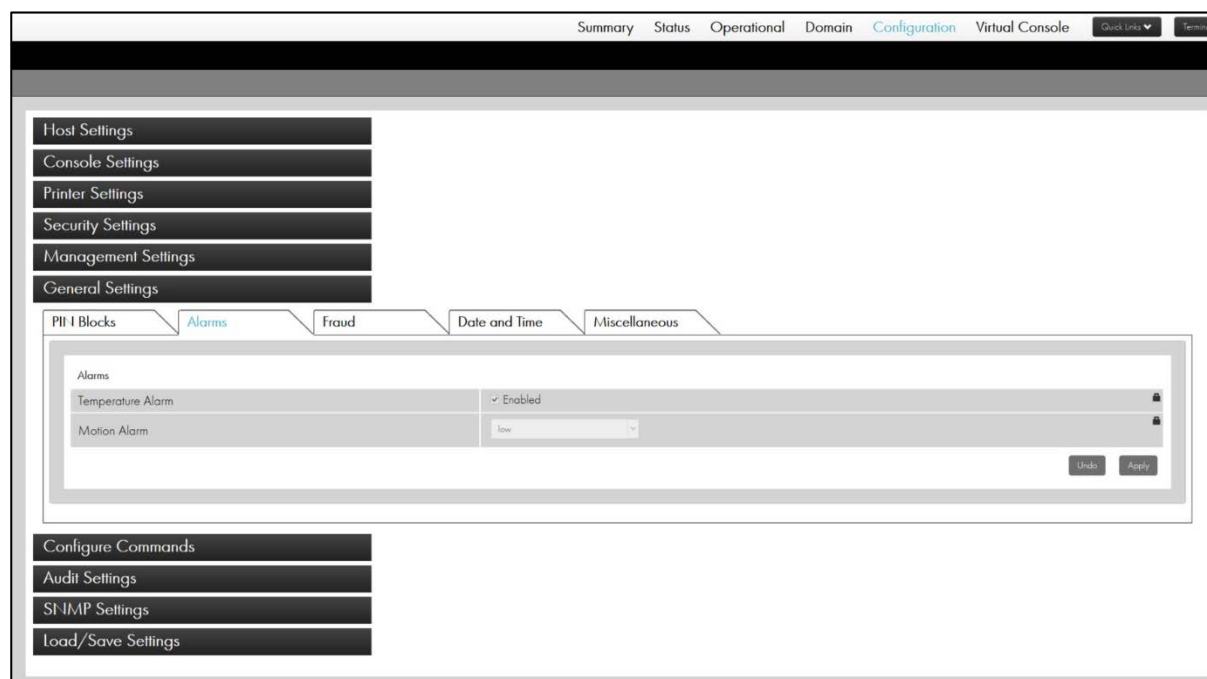 Summary Status Operational Domain Configuration Virtual Console Quick Links
Host Settings
Console Settings
Printer Settings
Security Settings
Management Settings
General Settings
PIN Blocks Alarms Fraud Date and Time Miscellaneous
Alarms
Temperature Alarm Enabled
Motion Alarm low
Undo Apply
Configure Commands
Audit Settings
SNMP Settings
Load/Save Settings